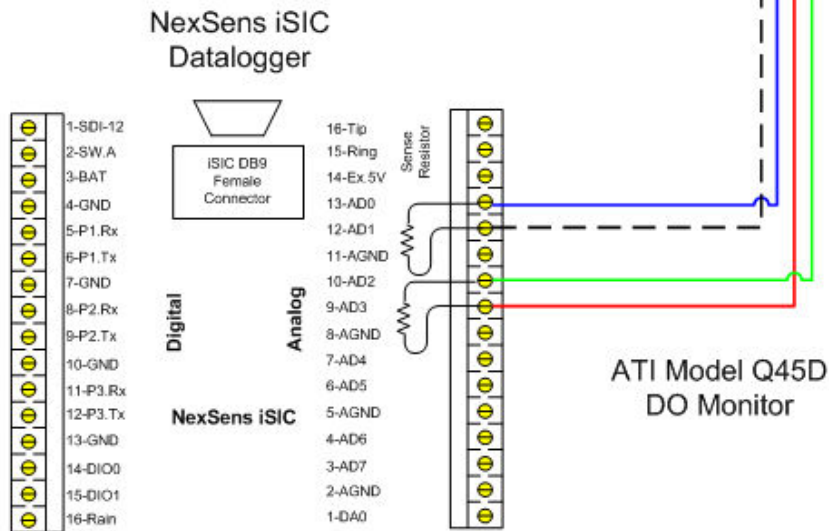 NexSens iSIC
Datalogger
1-SDI-12
2-SW.A
3-BAT
4-GND
5-P1.Rx
6-P1.Tx
7-GND
8-P2.Rx
9-P2.Tx
10-GND
11-P3.Rx
12-P3.Tx
13-GND
14-DIO0
15-DIO1
16-Rain
iSIC DB9
Female
Connector
Digital
Analog
NexSens iSIC
16-Tip
15-Ring
14-Ex.5V
13-AD0
12-AD1
11-AGND
10-AD2
9-AD3
8-AGND
7-AD4
6-AD5
5-AGND
4-AD6
3-AD7
2-AGND
1-DA0
Sense
Resistor
ATI Model Q45D
DO Monitor